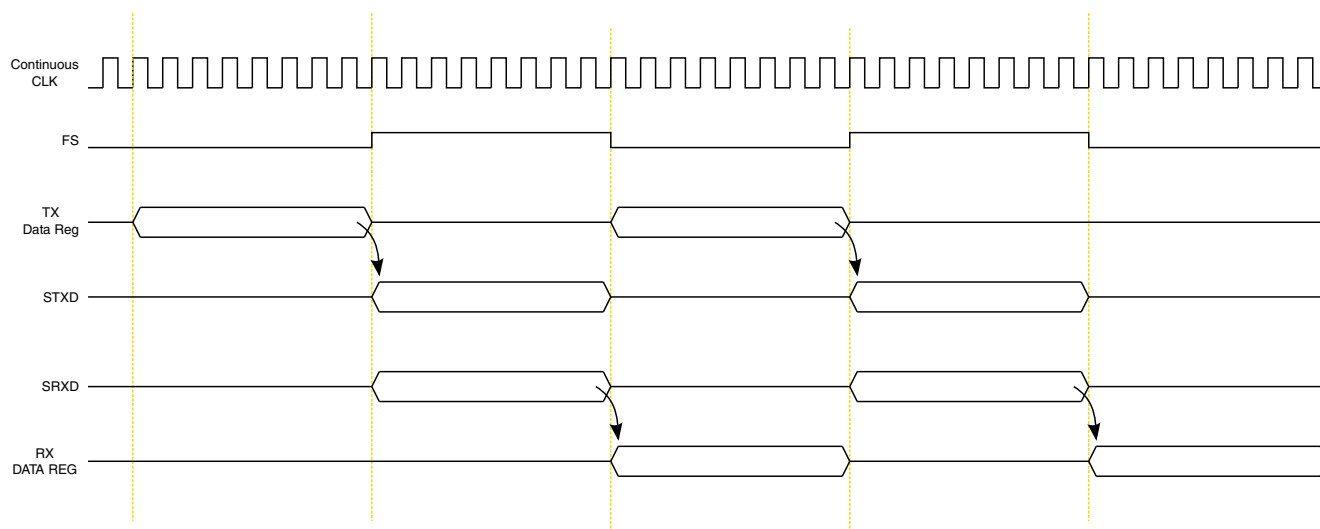 Continuous
CLK
FS
TX
Data Reg
STXD
SRXD
RX
DATA REG